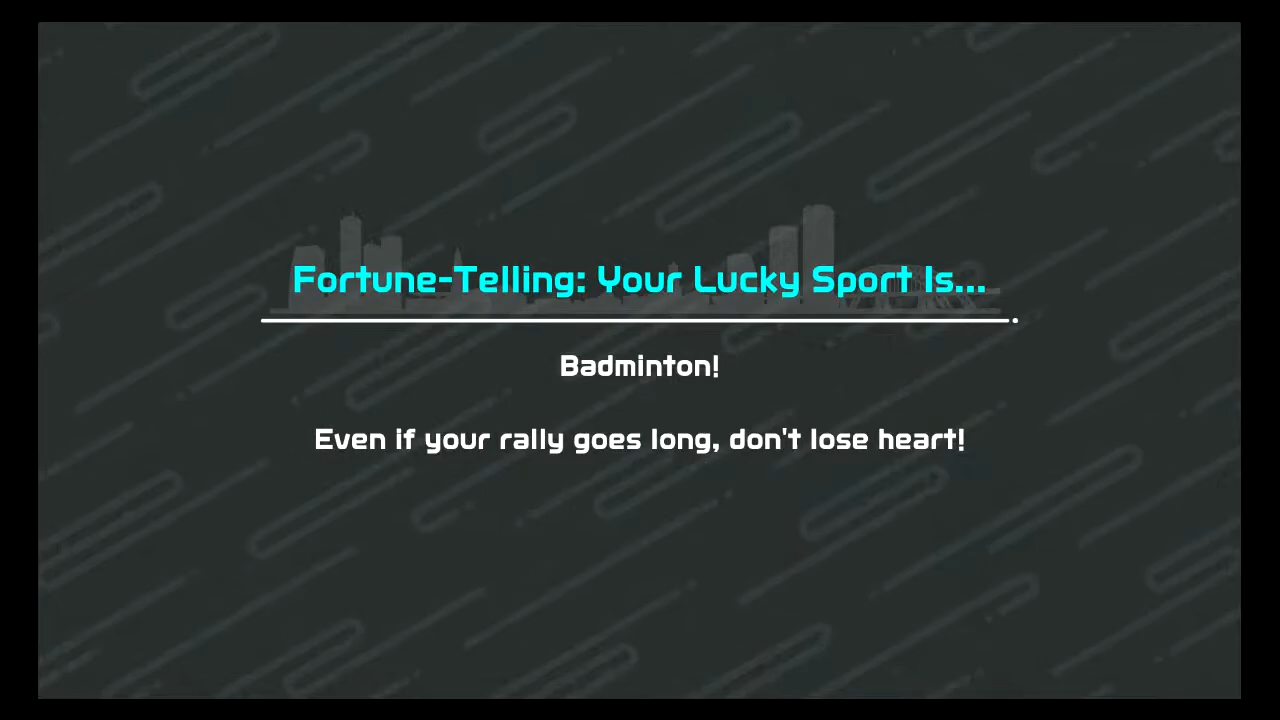 Fortune-Telling: Your Lucky Sport Is...
Badminton!
Even if your rally goes long, don't lose heart!